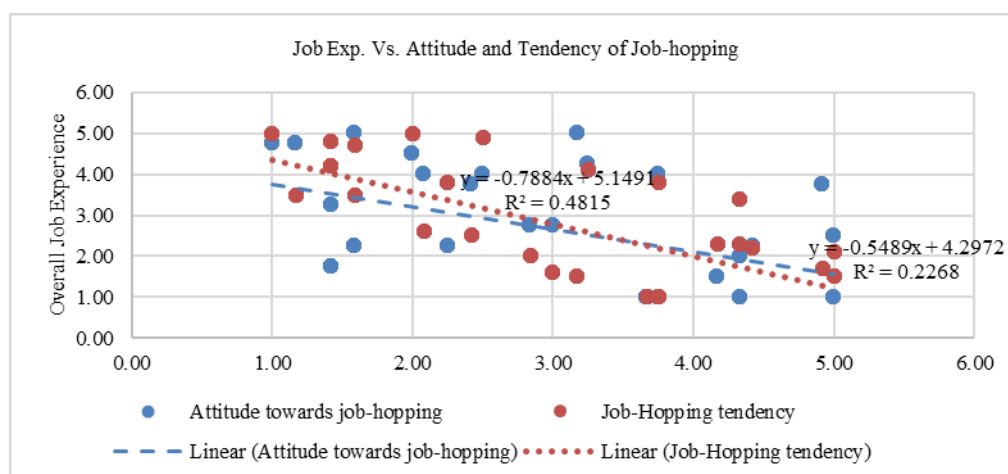 Job Exp. Vs. Attitude and Tendency of Job-hopping
Overall Job Experience
6.00
5.00
4.00
3.00
2.00
1.00
0.00
y = -0.7884x + 5.1491
R² = 0.4815
y = -0.5489x + 4.2972
R² = 0.2268
0.00 1.00 2.00 3.00 4.00 5.00 6.00
Attitude towards job-hopping Job-Hopping tendency
Linear (Attitude towards job-hopping) Linear (Job-Hopping tendency)